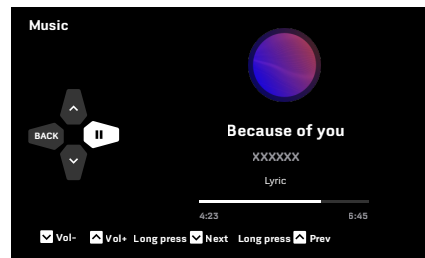 Music
BACK
Because of you
XXXXXX
Lyric
4:23 6:45
Vol- Vol+ Long press Next Long press Prev